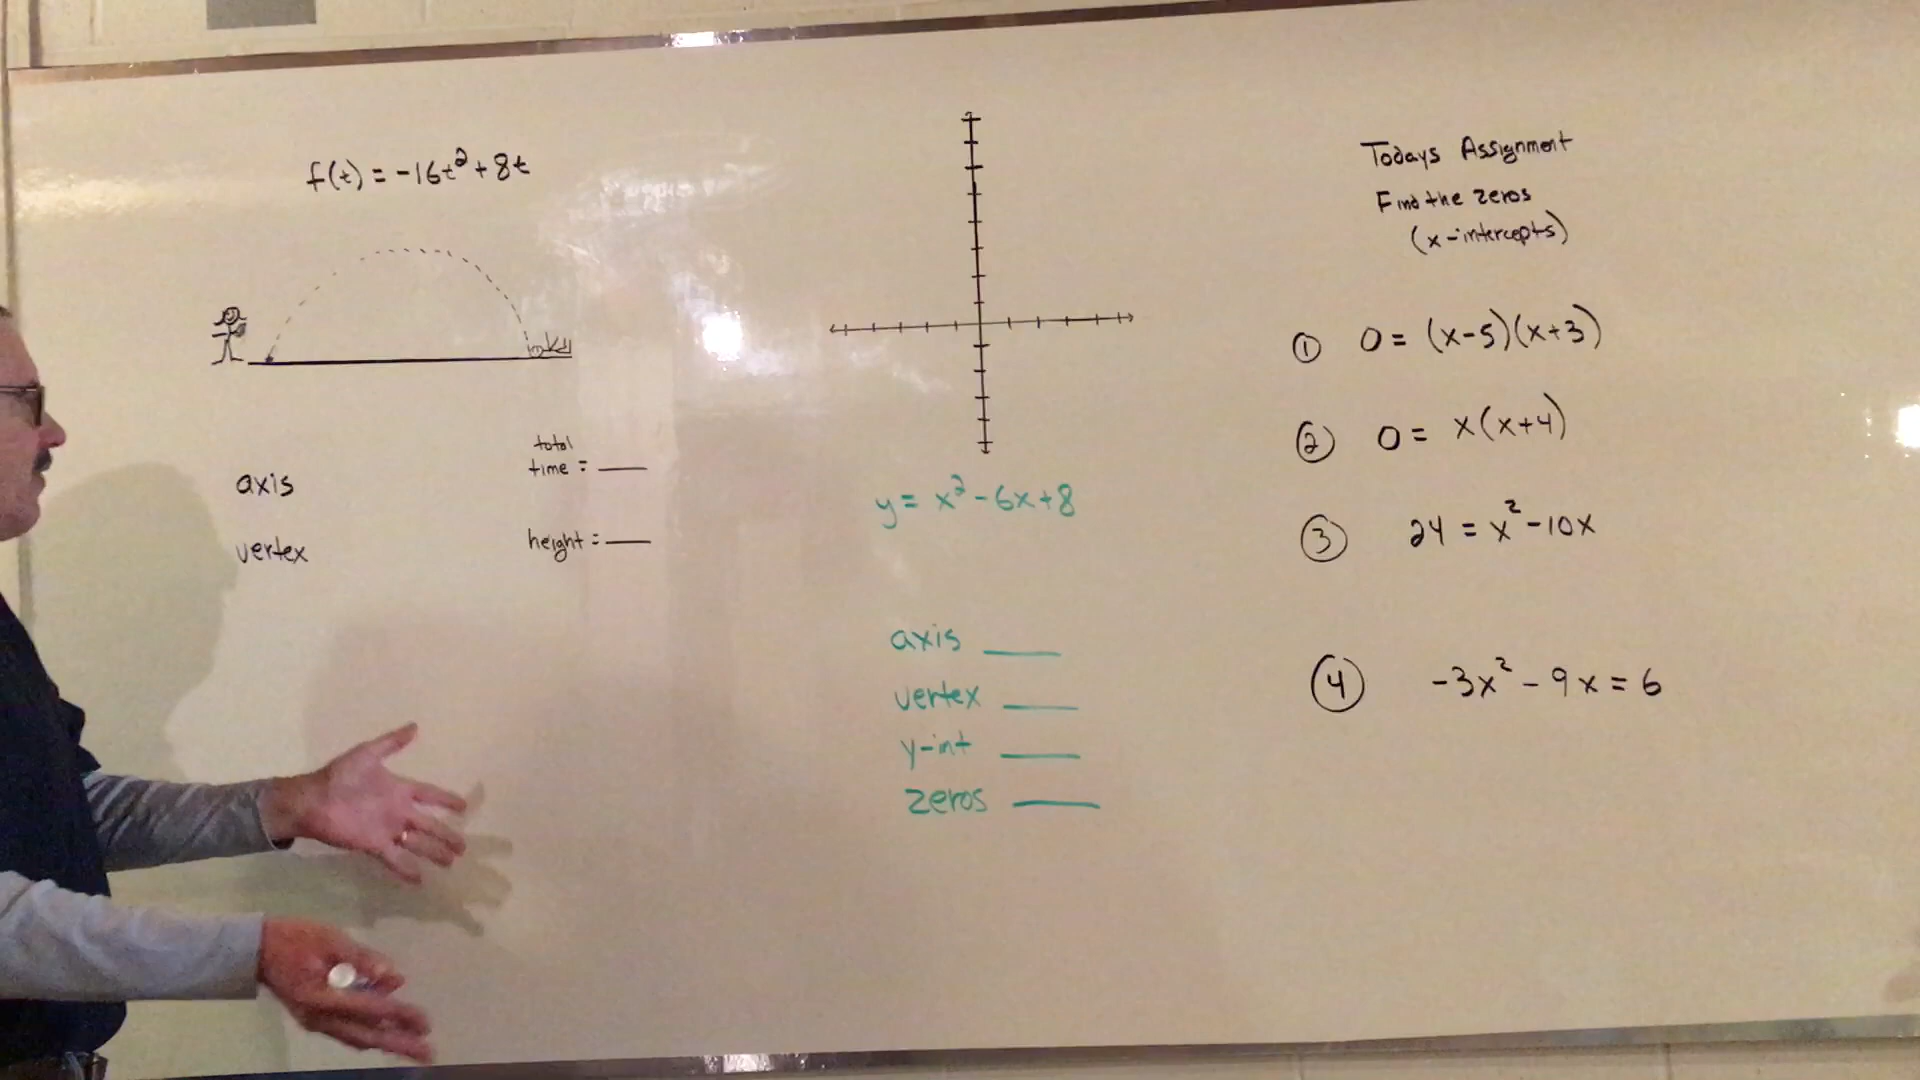 f(t) = -16t² + 8t
axis
vertex
total
time = ___
height = ___
y = x² - 6x + 8
axis ___
vertex ___
y-int ___
zeros ___
Todays Assignment
Find the zeros
(x-intercepts)
① 0 = (x-5)(x+3)
② 0 = x(x+4)
③ 24 = x² - 10x
④ -3x² - 9x = 6